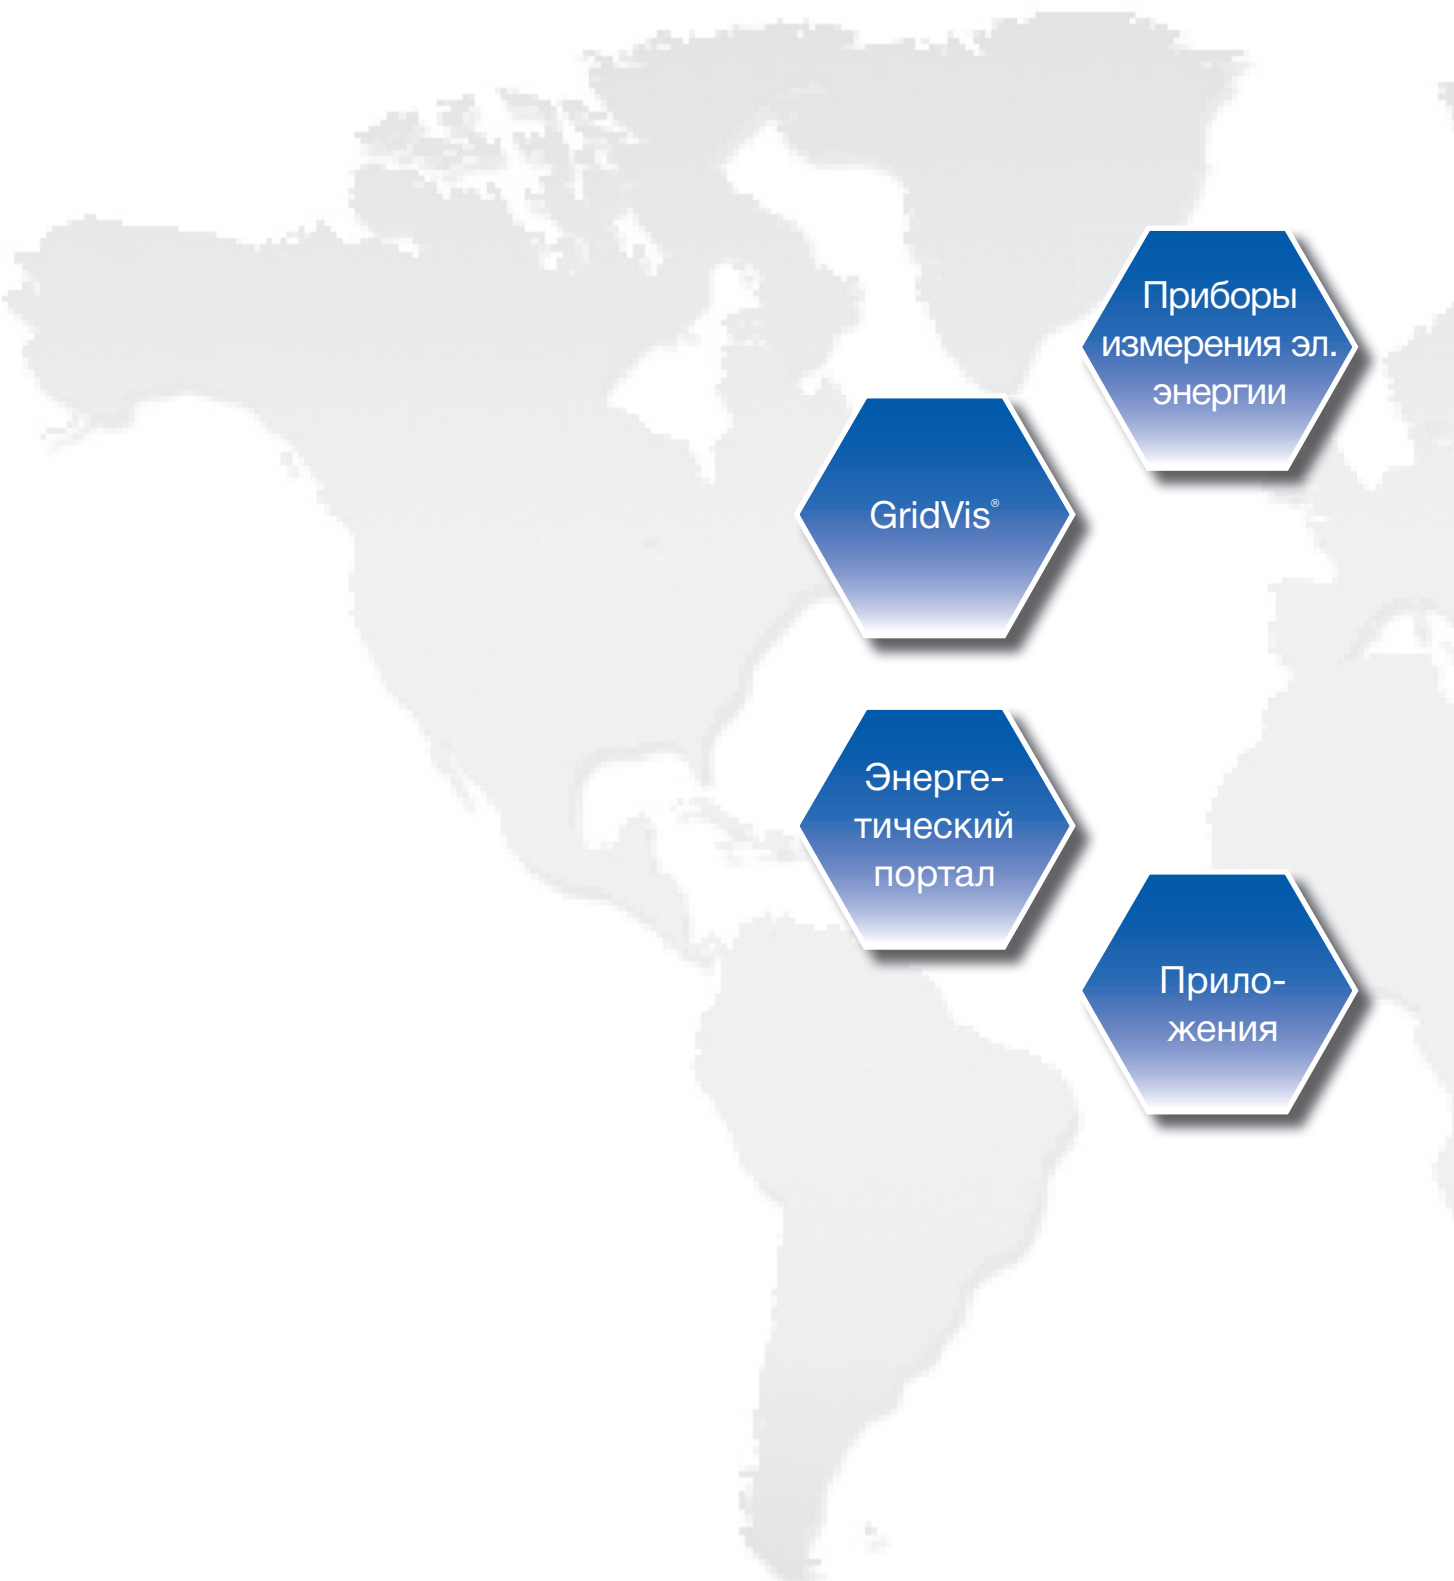 Приборы
измерения эл.
энергии
GridVis®
Энерге-
тический
портал
Прило-
жения